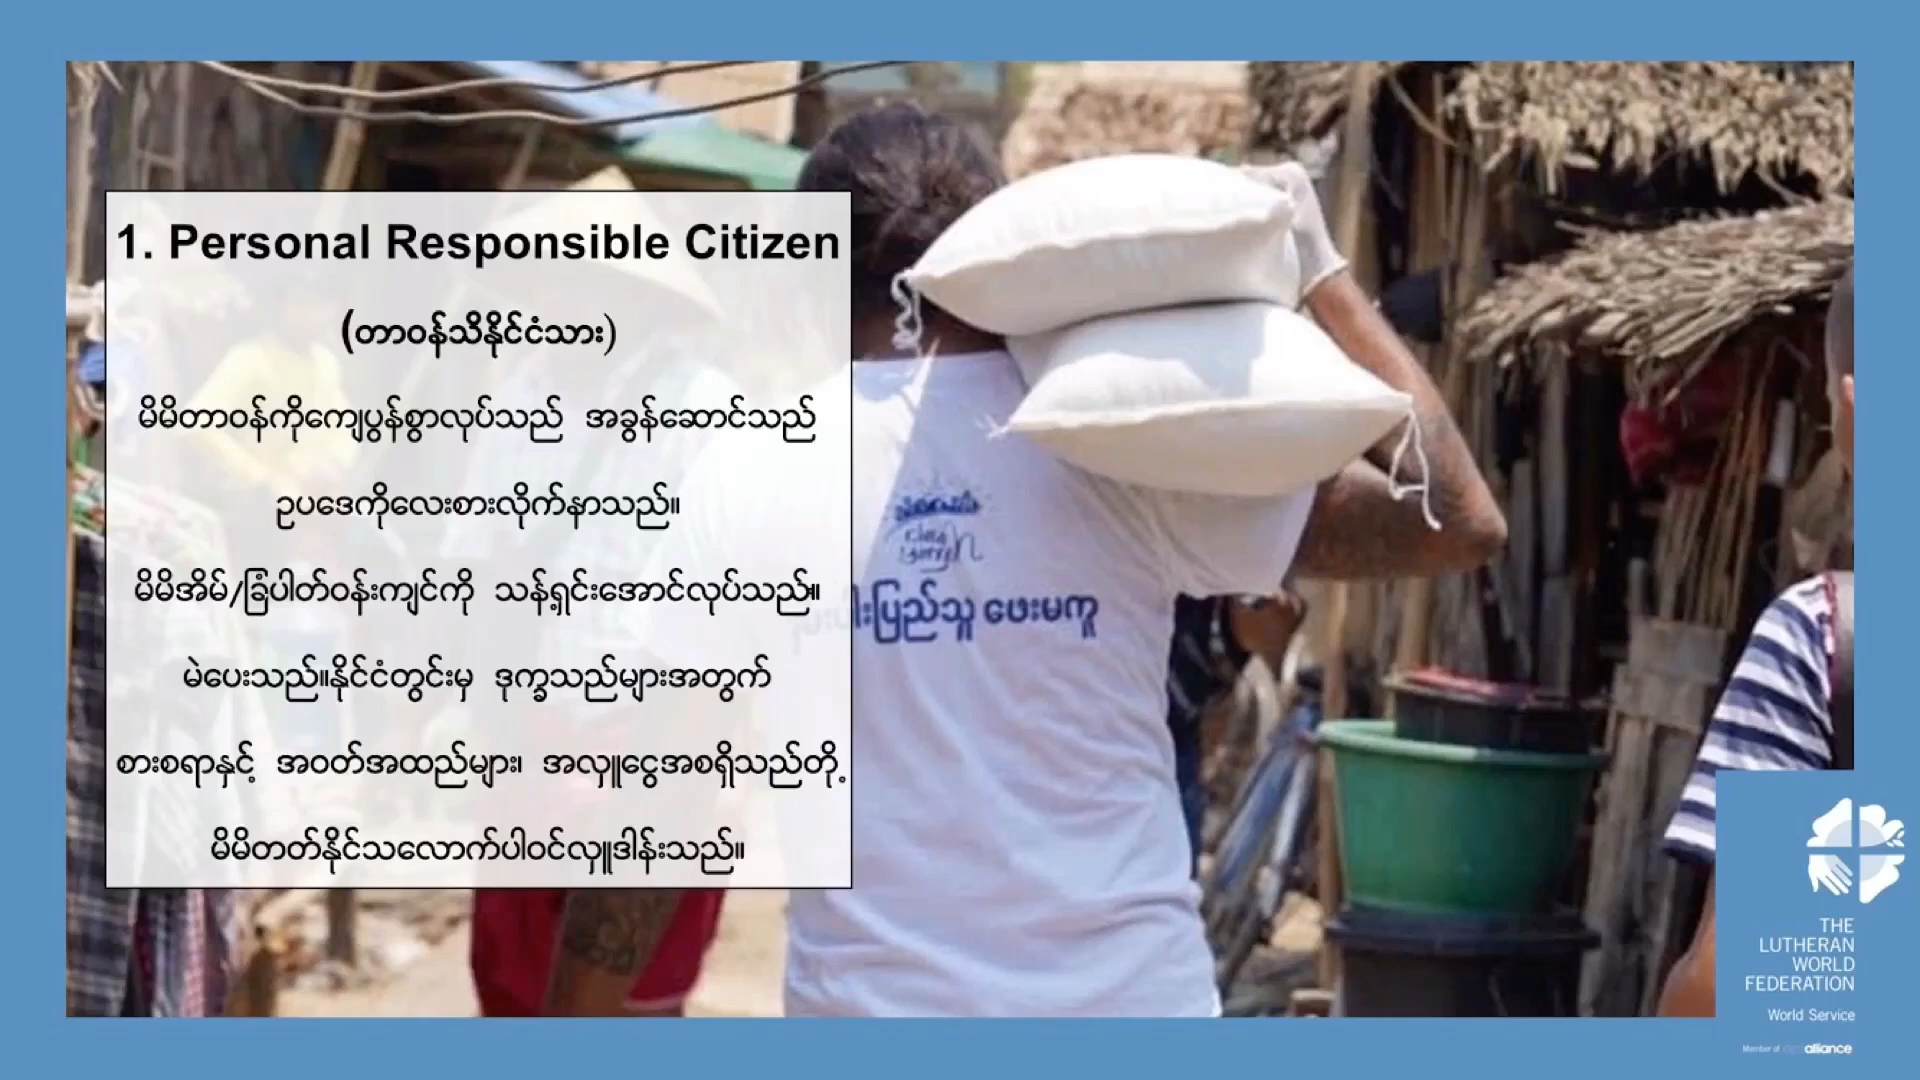 1. Personal Responsible Citizen
(တာဝန်သိနိုင်ငံသား)
မိမိတာဝန်ကိုကျေပွန်စွာလုပ်သည် အခွန်ဆောင်သည်
ဥပဒေကိုလေးစားလိုက်နာသည်။
မိမိအိမ်/ခြံပါတ်ဝန်းကျင်ကို သန့်ရှင်းအောင်လုပ်သည်။
မဲပေးသည်။နိုင်ငံတွင်းမှ ဒုက္ခသည်များအတွက်
စားစရာနှင့် အဝတ်အထည်များ၊ အလှူငွေအစရှိသည်တို့
မိမိတတ်နိုင်သလောက်ပါဝင်လှူဒါန်းသည်။
ပြည်သူ ဖေးမကူ
THE
LUTHERAN
WORLD
FEDERATION
World Service
Member of actalliance